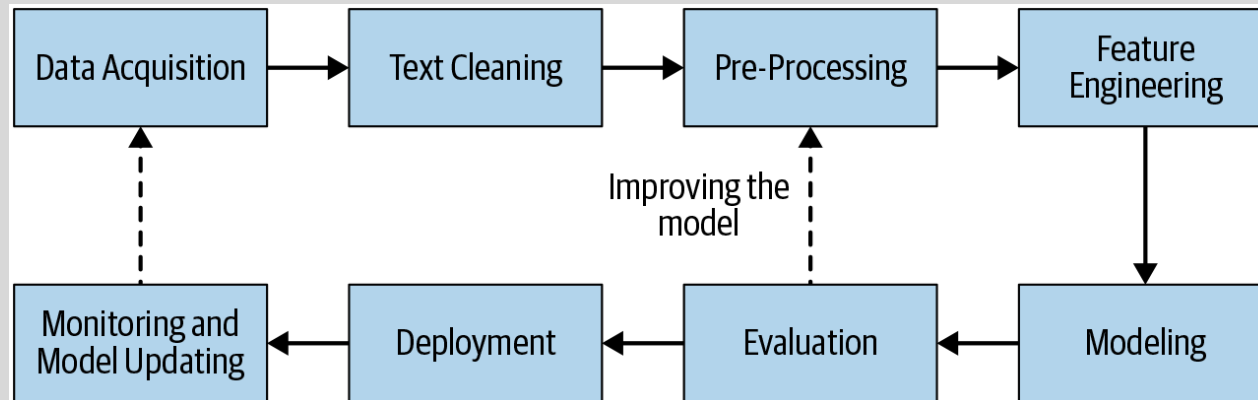 Data Acquisition
Text Cleaning
Pre-Processing
Feature
Engineering
Improving the
model
Monitoring and
Model Updating
Deployment
Evaluation
Modeling